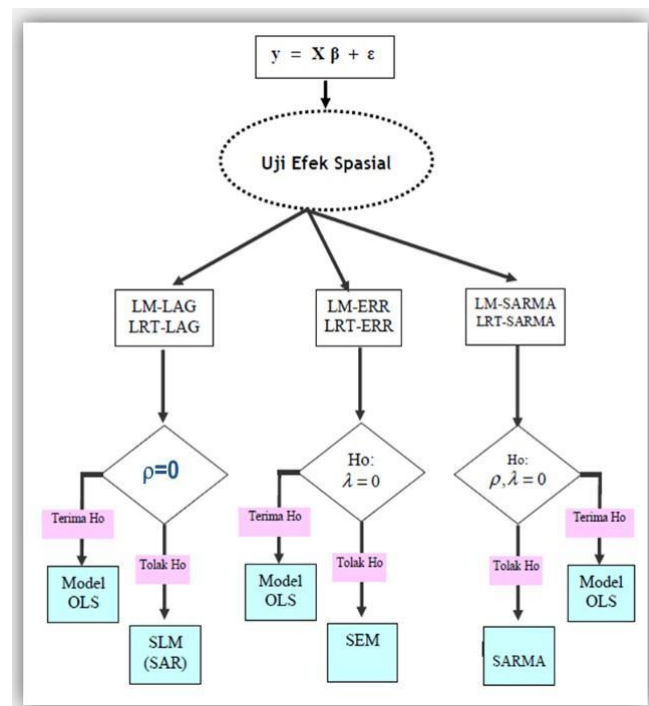 y = X β + ε
Uji Efek Spasial
LM-LAG
LRT-LAG
LM-ERR
LRT-ERR
LM-SARMA
LRT-SARMA
ρ=0
Ho:
λ = 0
Ho:
ρ, λ = 0
Terima Ho
Tolak Ho
Terima Ho
Tolak Ho
Tolak Ho
Terima Ho
Model
OLS
SLM
(SAR)
Model
OLS
SEM
SARMA
Model
OLS